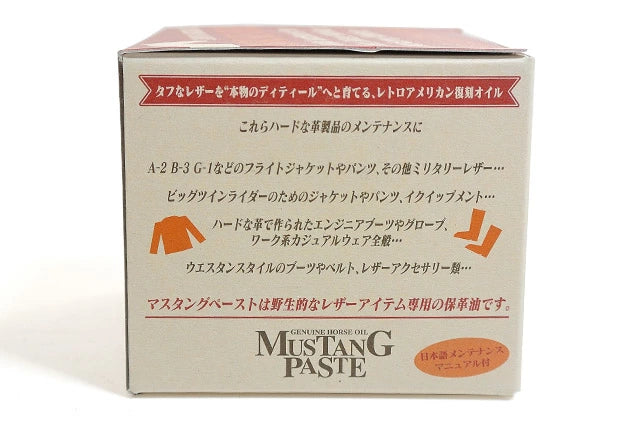 タフなレザーを“本物のディティール”へと育てる、レトロアメリカン復刻オイル
これらハードな革製品のメンテナンスに
A-2 B-3 G-1などのフライトジャケットやパンツ、その他ミリタリーレザー…
ビッグツインライダーのためのジャケットやパンツ、イクイップメント…
ハードな革で作られたエンジニアブーツやグローブ、
ワーク系カジュアルウェア全般…
ウエスタンスタイルのブーツやベルト、レザーアクセサリー類…
マスタングペーストは野生的なレザーアイテム専用の保革油です。
GENUINE HORSE OIL
MUSTANG
PASTE
日本語メンテナンス
マニュアル付